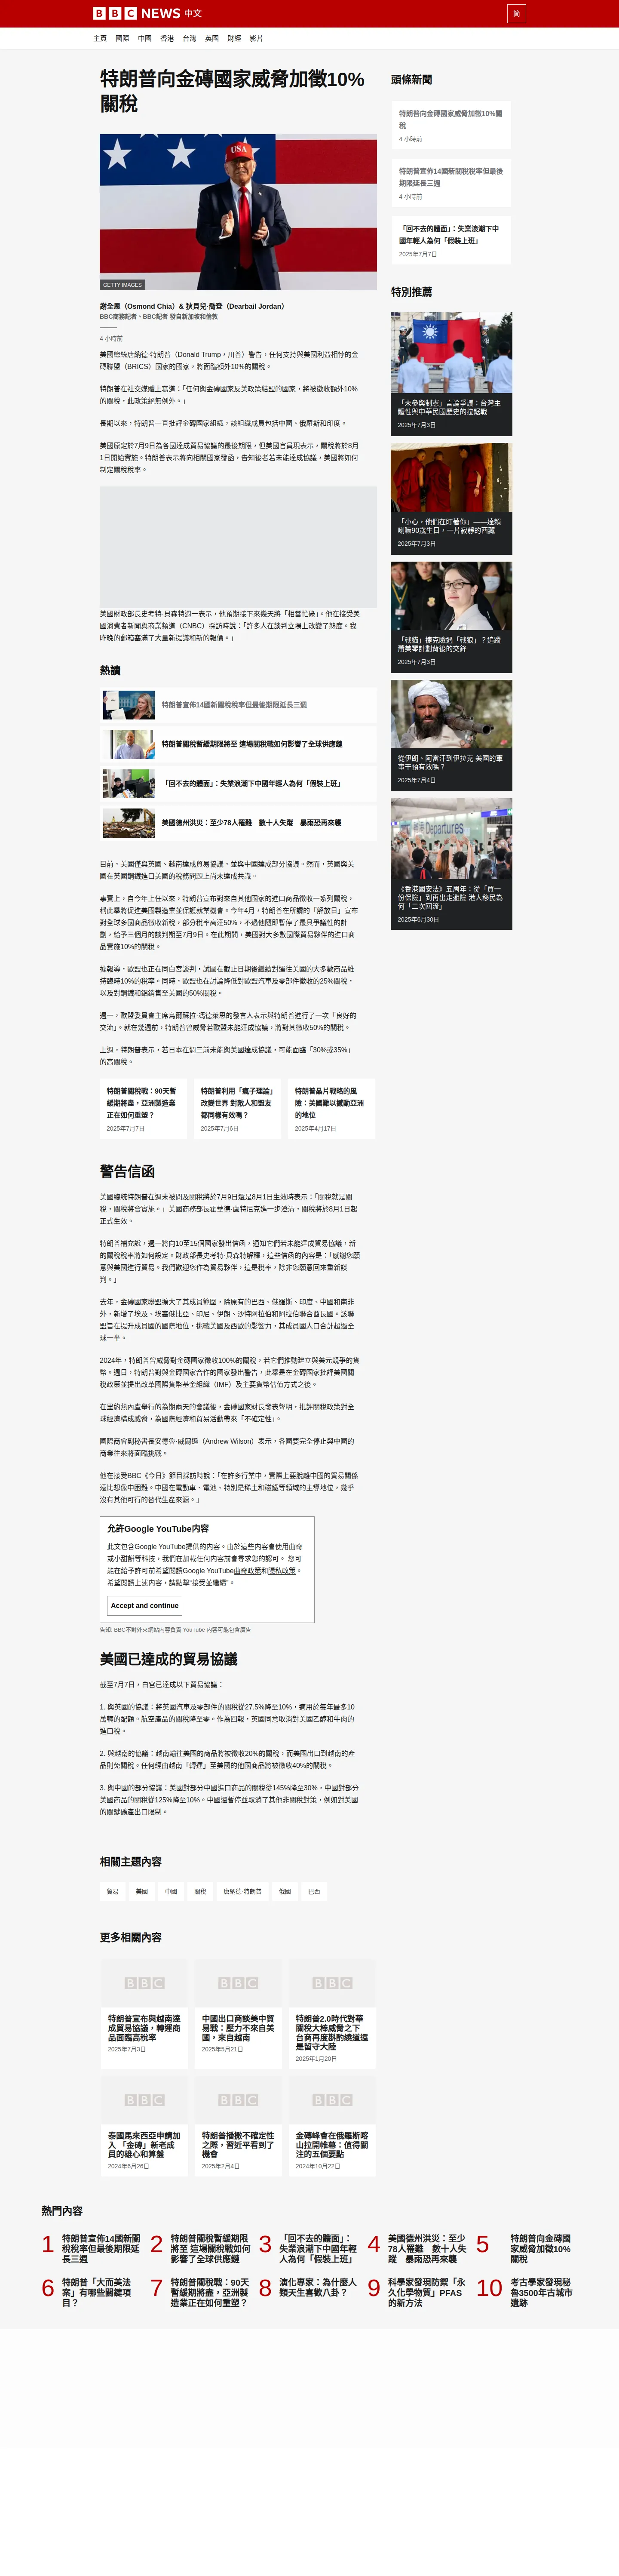 BBC NEWS 中文
简
主頁 國際 中國 香港 台灣 英國 財經 影片
特朗普向金磚國家威脅加徵10%
關稅
GETTY IMAGES
謝全恩（Osmond Chia）& 狄貝兒·喬登（Dearbail Jordan）
BBC商務記者、BBC記者 發自新加坡和倫敦
4 小時前
美國總統唐納德·特朗普（Donald Trump，川普）警告，任何支持與美國利益相悖的金
磚聯盟（BRICS）國家的國家，將面臨額外10%的關稅。
特朗普在社交媒體上寫道：「任何與金磚國家反美政策結盟的國家，將被徵收額外10%
的關稅，此政策絕無例外。」
長期以來，特朗普一直批評金磚國家組織，該組織成員包括中國、俄羅斯和印度。
美國原定於7月9日為各國達成貿易協議的最後期限，但美國官員現表示，關稅將於8月
1日開始實施。特朗普表示將向相關國家發函，告知後者若未能達成協議，美國將如何
制定關稅稅率。
美國財政部長史考特·貝森特週一表示，他預期接下來幾天將「相當忙碌」。他在接受美
國消費者新聞與商業頻道（CNBC）採訪時說：「許多人在談判立場上改變了態度。我
昨晚的郵箱塞滿了大量新提議和新的報價。」
熱讀
特朗普宣佈14國新關稅稅率但最後期限延長三週
特朗普關稅暫緩期限將至 這場關稅戰如何影響了全球供應鏈
「回不去的體面」：失業浪潮下中國年輕人為何「假裝上班」
美國德州洪災：至少78人罹難　數十人失蹤　暴雨恐再來襲
目前，美國僅與英國、越南達成貿易協議，並與中國達成部分協議。然而，英國與美
國在英國鋼鐵進口美國的稅務問題上尚未達成共識。
事實上，自今年上任以來，特朗普宣布對來自其他國家的進口商品徵收一系列關稅，
稱此舉將促進美國製造業並保護就業機會。今年4月，特朗普在所謂的「解放日」宣布
對全球多國商品徵收新稅，部分稅率高達50%，不過他隨即暫停了最具爭議性的計
劃，給予三個月的談判期至7月9日。在此期間，美國對大多數國際貿易夥伴的進口商
品實施10%的關稅。
據報導，歐盟也正在同白宮談判，試圖在截止日期後繼續對運往美國的大多數商品維
持臨時10%的稅率。同時，歐盟也在討論降低對歐盟汽車及零部件徵收的25%關稅，
以及對鋼鐵和鋁銷售至美國的50%關稅。
週一，歐盟委員會主席烏爾蘇拉·馮德萊恩的發言人表示與特朗普進行了一次「良好的
交流」。就在幾週前，特朗普曾威脅若歐盟未能達成協議，將對其徵收50%的關稅。
上週，特朗普表示，若日本在週三前未能與美國達成協議，可能面臨「30%或35%」
的高關稅。
特朗普關稅戰：90天暫
緩期將盡，亞洲製造業
正在如何重塑？
2025年7月7日
特朗普利用「瘋子理論」
改變世界 對敵人和盟友
都同樣有效嗎？
2025年7月6日
特朗普晶片戰略的風
險：美國難以撼動亞洲
的地位
2025年4月17日
警告信函
美國總統特朗普在週末被問及關稅將於7月9日還是8月1日生效時表示：「關稅就是關
稅，關稅將會實施。」美國商務部長霍華德·盧特尼克進一步澄清，關稅將於8月1日起
正式生效。
特朗普補充說，週一將向10至15個國家發出信函，通知它們若未能達成貿易協議，新
的關稅稅率將如何設定。財政部長史考特·貝森特解釋，這些信函的內容是：「感謝您願
意與美國進行貿易。我們歡迎您作為貿易夥伴，這是稅率，除非您願意回來重新談
判。」
去年，金磚國家聯盟擴大了其成員範圍，除原有的巴西、俄羅斯、印度、中國和南非
外，新增了埃及、埃塞俄比亞、印尼、伊朗、沙特阿拉伯和阿拉伯聯合酋長國。該聯
盟旨在提升成員國的國際地位，挑戰美國及西歐的影響力，其成員國人口合計超過全
球一半。
2024年，特朗普曾威脅對金磚國家徵收100%的關稅，若它們推動建立與美元競爭的貨
幣。週日，特朗普對與金磚國家合作的國家發出警告，此舉是在金磚國家批評美國關
稅政策並提出改革國際貨幣基金組織（IMF）及主要貨幣估值方式之後。
在里約熱內盧舉行的為期兩天的會議後，金磚國家財長發表聲明，批評關稅政策對全
球經濟構成威脅，為國際經濟和貿易活動帶來「不確定性」。
國際商會副秘書長安德魯·威爾遜（Andrew Wilson）表示，各國要完全停止與中國的
商業往來將面臨挑戰。
他在接受BBC《今日》節目採訪時說：「在許多行業中，實際上要脫離中國的貿易關係
遠比想像中困難。中國在電動車、電池、特別是稀土和磁鐵等領域的主導地位，幾乎
沒有其他可行的替代生產來源。」
允許Google YouTube內容
此文包含Google YouTube提供的內容。由於這些內容會使用曲奇
或小甜餅等科技，我們在加載任何內容前會尋求您的認可。 您可
能在給予許可前希望閱讀Google YouTube曲奇政策和隱私政策。
希望閱讀上述內容，請點擊“接受並繼續”。
Accept and continue
告知: BBC不對外來網站內容負責 YouTube 內容可能包含廣告
美國已達成的貿易協議
截至7月7日，白宮已達成以下貿易協議：
1. 與英國的協議：將英國汽車及零部件的關稅從27.5%降至10%，適用於每年最多10
萬輛的配額。航空產品的關稅降至零。作為回報，英國同意取消對美國乙醇和牛肉的
進口稅。
2. 與越南的協議：越南輸往美國的商品將被徵收20%的關稅，而美國出口到越南的產
品則免關稅。任何經由越南「轉運」至美國的他國商品將被徵收40%的關稅。
3. 與中國的部分協議：美國對部分中國進口商品的關稅從145%降至30%，中國對部分
美國商品的關稅從125%降至10%。中國還暫停並取消了其他非關稅對策，例如對美國
的關鍵礦產出口限制。
相關主題內容
貿易 美國 中國 關稅 唐納德·特朗普 俄國 巴西
更多相關內容
BBC
特朗普宣布與越南達
成貿易協議，轉運商
品面臨高稅率
2025年7月3日
BBC
中國出口商談美中貿
易戰：壓力不來自美
國，來自越南
2025年5月21日
BBC
特朗普2.0時代對華
關稅大棒威脅之下
台商再度斟酌繞道還
是留守大陸
2025年1月20日
BBC
泰國馬來西亞申請加
入 「金磚」新老成
員的雄心和算盤
2024年6月26日
BBC
特朗普播撒不確定性
之際，習近平看到了
機會
2025年2月4日
BBC
金磚峰會在俄羅斯喀
山拉開帷幕：值得關
注的五個要點
2024年10月22日
頭條新聞
特朗普向金磚國家威脅加徵10%關
稅
4 小時前
特朗普宣佈14國新關稅稅率但最後
期限延長三週
4 小時前
「回不去的體面」：失業浪潮下中
國年輕人為何「假裝上班」
2025年7月7日
特別推薦
「未參與制憲」言論爭議：台灣主
體性與中華民國歷史的拉鋸戰
2025年7月3日
「小心，他們在盯著你」——達賴
喇嘛90歲生日，一片寂靜的西藏
2025年7月3日
「戰貓」捷克險遇「戰狼」？追蹤
蕭美琴計劃背後的交鋒
2025年7月3日
從伊朗、阿富汗到伊拉克 美國的軍
事干預有效嗎？
2025年7月4日
Departures
《香港國安法》五周年：從「買一
份保險」到再出走避險 港人移民為
何「二次回流」
2025年6月30日
熱門內容
1 特朗普宣佈14國新關
稅稅率但最後期限延
長三週
2 特朗普關稅暫緩期限
將至 這場關稅戰如何
影響了全球供應鏈
3 「回不去的體面」：
失業浪潮下中國年輕
人為何「假裝上班」
4 美國德州洪災：至少
78人罹難　數十人失
蹤　暴雨恐再來襲
5 特朗普向金磚國
家威脅加徵10%
關稅
6 特朗普「大而美法
案」有哪些關鍵項
目？
7 特朗普關稅戰：90天
暫緩期將盡，亞洲製
造業正在如何重塑？
8 演化專家：為什麼人
類天生喜歡八卦？
9 科學家發現防禦「永
久化學物質」PFAS
的新方法
10 考古學家發現秘
魯3500年古城市
遺跡